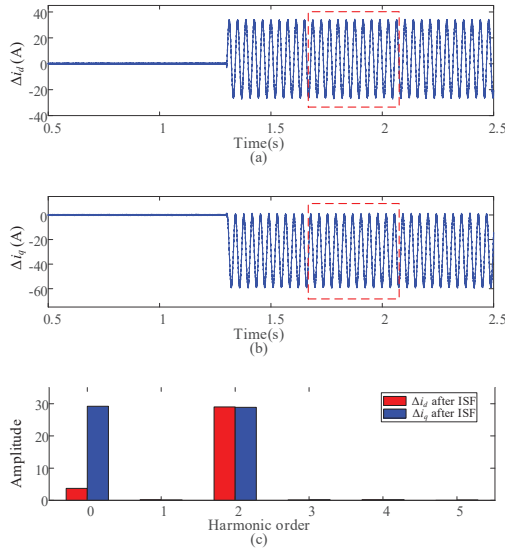 40
20
0
-20
-40
Δi_d (A)
0.5 1 1.5 2 2.5
Time(s)
(a)
0
-20
-40
-60
Δi_q (A)
0.5 1 1.5 2 2.5
Time(s)
(b)
30
20
10
0
Amplitude
Δi_d after ISF
Δi_q after ISF
0 1 2 3 4 5
Harmonic order
(c)